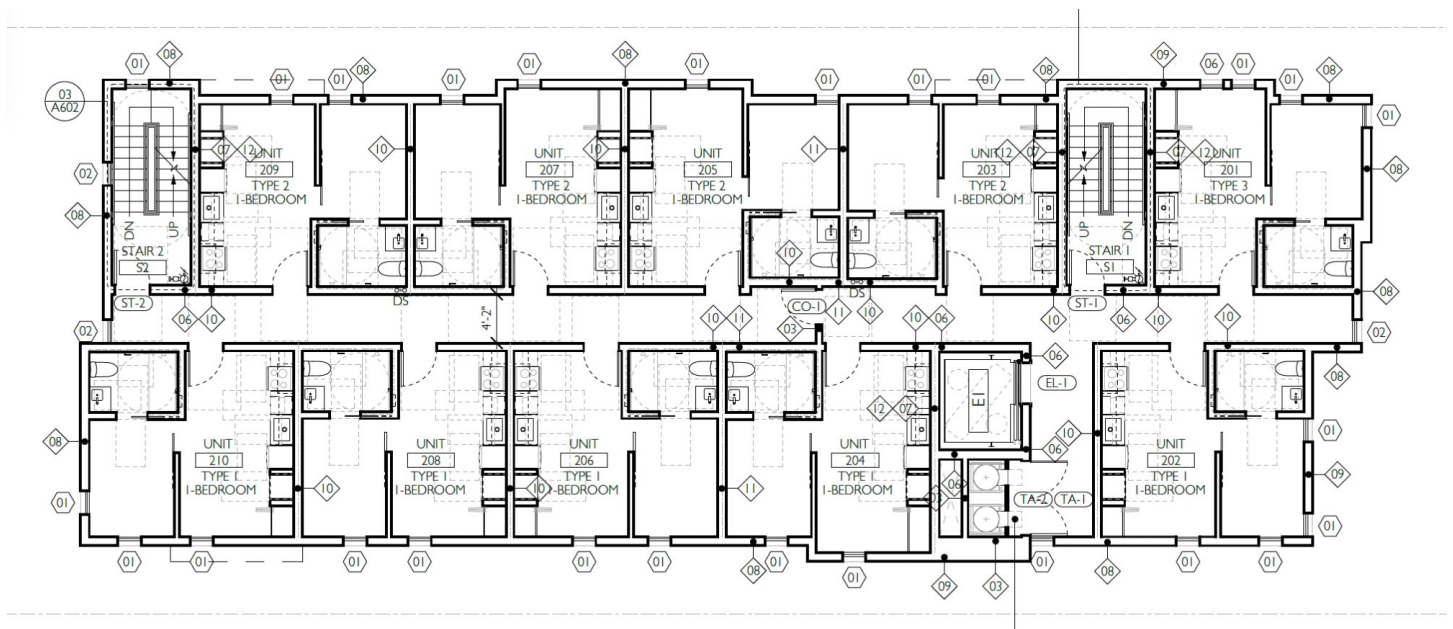 01
08
01
01
08
01
01
08
01
01
01
01
08
09
06
01
01
08
03
A602
01
02
08
07
12
UNIT
209
TYPE 2
1-BEDROOM
10
UNIT
207
TYPE 2
1-BEDROOM
10
UNIT
205
TYPE 2
1-BEDROOM
11
12
07
UNIT
203
TYPE 2
1-BEDROOM
07
12
UNIT
201
TYPE 3
1-BEDROOM
08
DN
UP
STAIR 2
S2
UP
DN
STAIR 1
S1
ST-2
06
10
DS
4'-2"
10
CO-1
03
DS
11
10
10
ST-1
06
10
08
02
02
10
11
10
06
10
08
06
EL-1
E1
08
UNIT
210
TYPE 1
1-BEDROOM
10
UNIT
208
TYPE 1
1-BEDROOM
10
UNIT
206
TYPE 1
1-BEDROOM
11
UNIT
204
TYPE 1
1-BEDROOM
12
07
06
10
UNIT
202
TYPE 1
1-BEDROOM
01
09
01
01
03
06
TA-2
TA-1
01
01
01
01
01
01
08
01
01
09
03
01
08
01
01